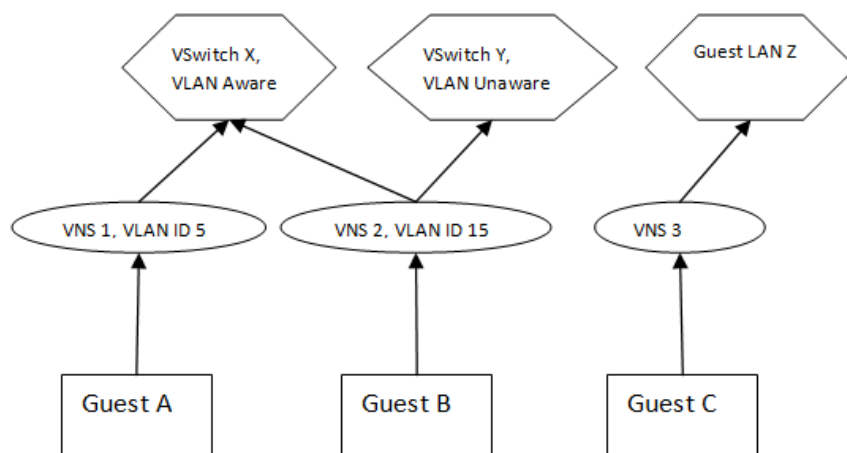 VSwitch X,
VLAN Aware
VSwitch Y,
VLAN Unaware
Guest LAN Z
VNS 1, VLAN ID 5
VNS 2, VLAN ID 15
VNS 3
Guest A
Guest B
Guest C